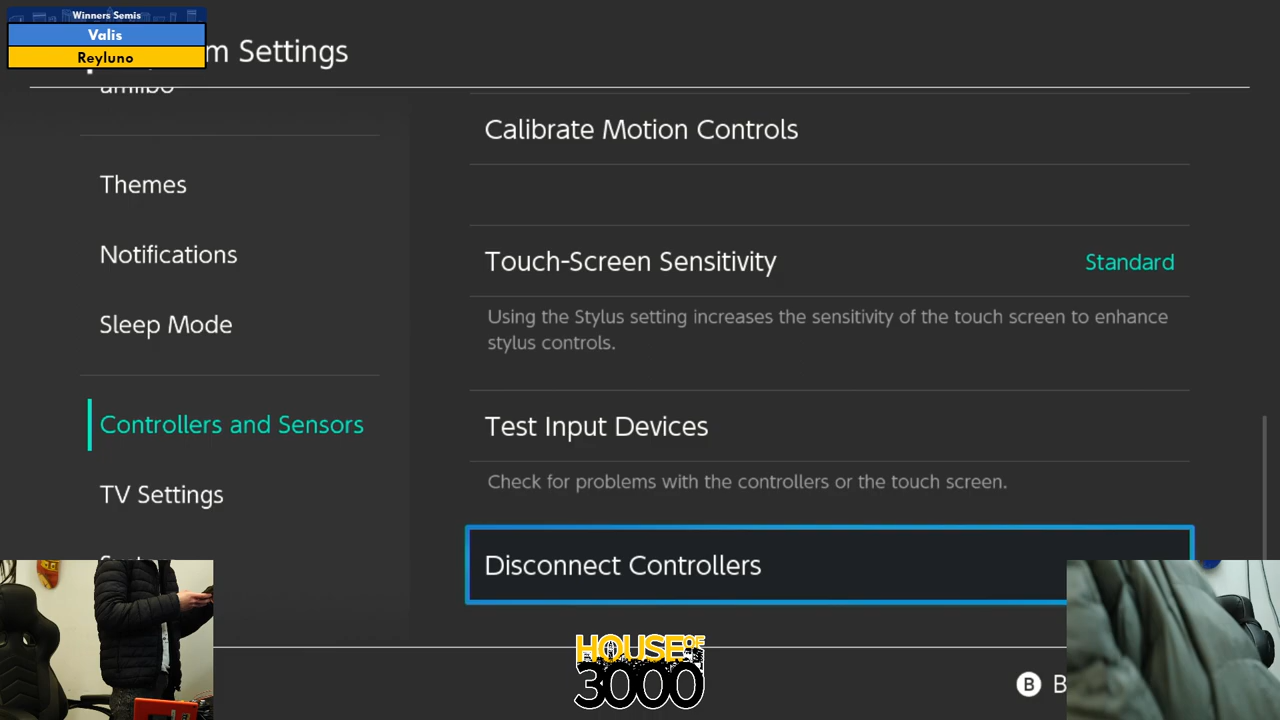 Winners Semis
Valis
Reyluno
m Settings
amiibo
Themes
Notifications
Sleep Mode
Controllers and Sensors
TV Settings
Calibrate Motion Controls
Touch-Screen Sensitivity
Standard
Using the Stylus setting increases the sensitivity of the touch screen to enhance
stylus controls.
Test Input Devices
Check for problems with the controllers or the touch screen.
Disconnect Controllers
HOUSE OF
3000
B B